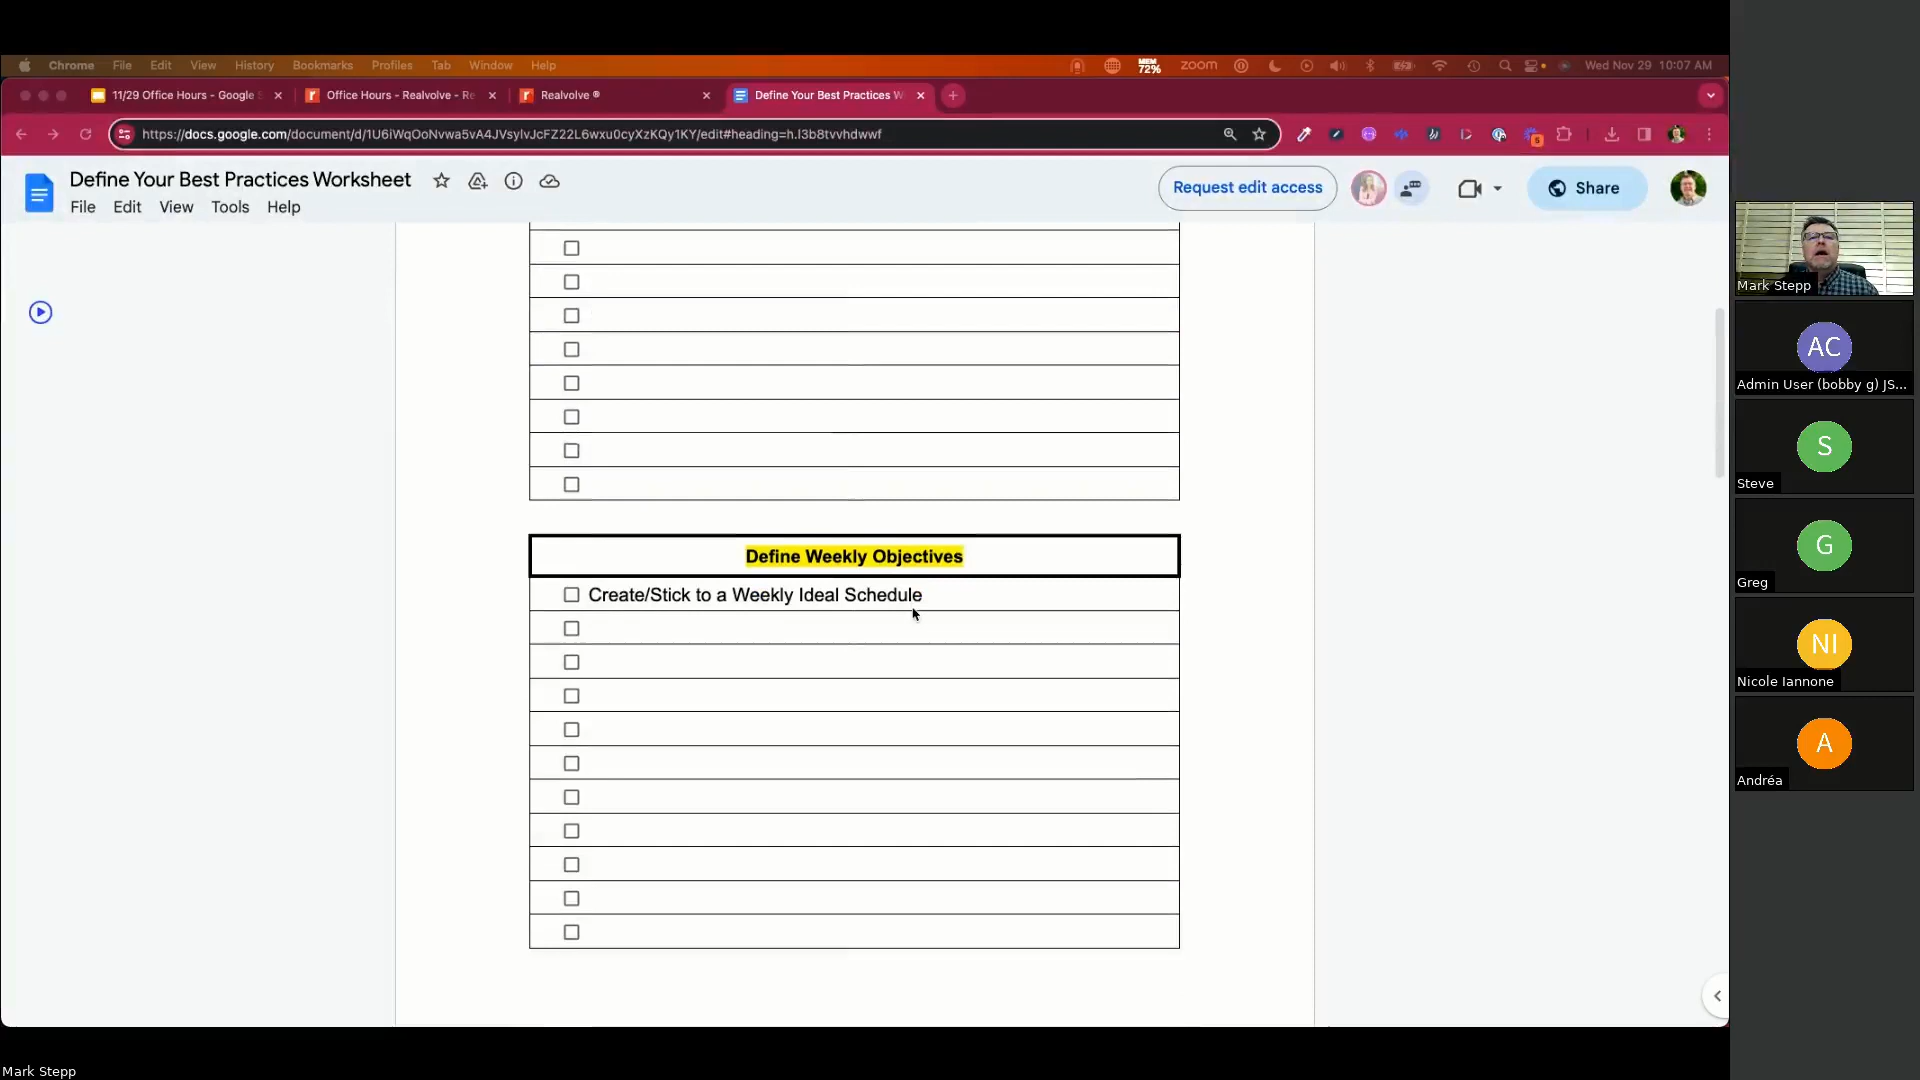 Chrome File Edit View History Bookmarks Profiles Tab Window Help MEM 72% zoom Wed Nov 29 10:07 AM
11/29 Office Hours - Google S
Office Hours - Realvolve - Re
Realvolve ®
Define Your Best Practices W
https://docs.google.com/document/d/1U6iWqOoNvwa5vA4JVsylvJcFZ22L6wxu0cyXzKQy1KY/edit#heading=h.l3b8tvvhdwwf
Define Your Best Practices Worksheet
File Edit View Tools Help
Request edit access
Share
Define Weekly Objectives
Create/Stick to a Weekly Ideal Schedule
Mark Stepp
AC
Admin User (bobby g) JS...
S
Steve
G
Greg
NI
Nicole Iannone
A
Andréa
Mark Stepp